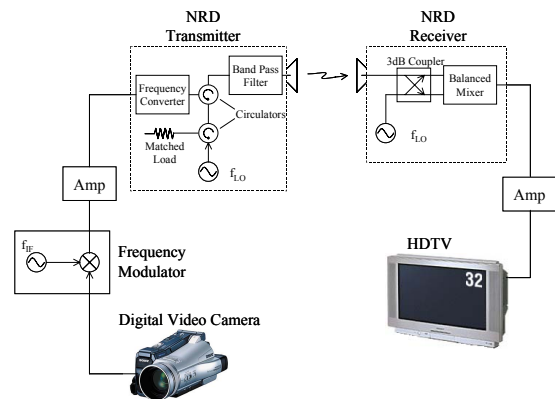 NRD
Transmitter
NRD
Receiver
Frequency
Converter
Band Pass
Filter
3dB Coupler
Balanced
Mixer
Circulators
Matched
Load
fLO
fLO
Amp
Amp
fIF
Frequency
Modulator
HDTV
32
Digital Video Camera